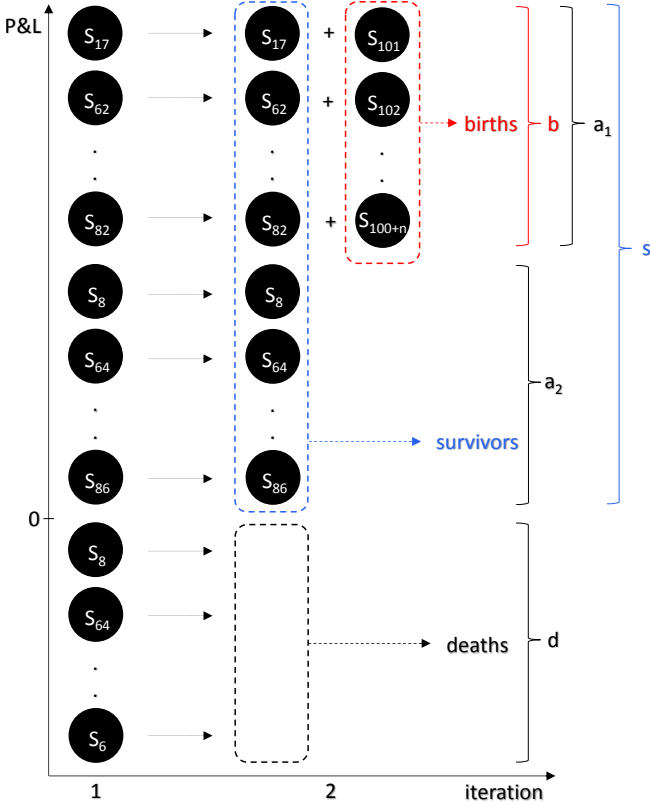 P&L
S17 S17 + S101
S62 S62 + S102
births b a1
. . .
. . .
S82 S82 + S100+n
s
S8 S8
S64 S64
a2
. .
. .
survivors
S86 S86
0
S8
S64
deaths d
.
.
S6
1 2 iteration